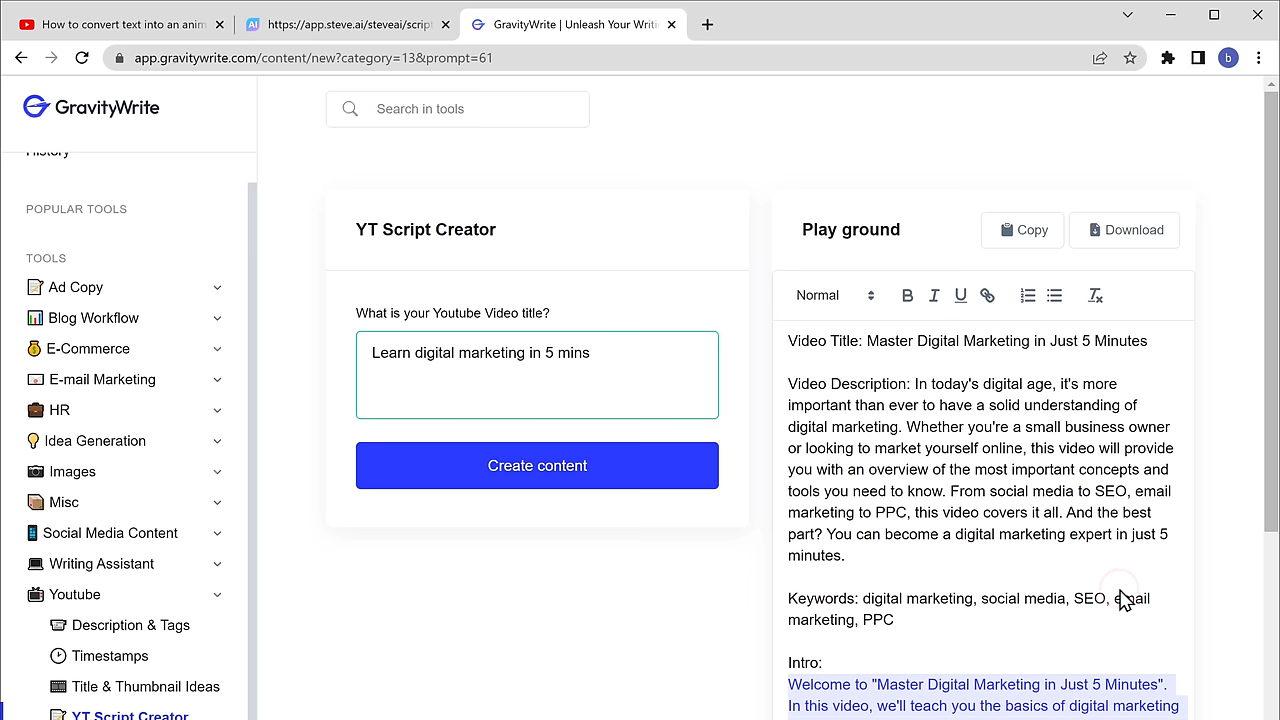 How to convert text into an anim
https://app.steve.ai/steveai/script
GravityWrite | Unleash Your Writi
app.gravitywrite.com/content/new?category=13&prompt=61
b
GravityWrite
Search in tools
History
POPULAR TOOLS
TOOLS
Ad Copy
Blog Workflow
E-Commerce
E-mail Marketing
HR
Idea Generation
Images
Misc
Social Media Content
Writing Assistant
Youtube
Description & Tags
Timestamps
Title & Thumbnail Ideas
YT Script Creator
YT Script Creator
What is your Youtube Video title?
Learn digital marketing in 5 mins
Create content
Play ground
Copy
Download
Normal
Video Title: Master Digital Marketing in Just 5 Minutes
Video Description: In today's digital age, it's more
important than ever to have a solid understanding of
digital marketing. Whether you're a small business owner
or looking to market yourself online, this video will provide
you with an overview of the most important concepts and
tools you need to know. From social media to SEO, email
marketing to PPC, this video covers it all. And the best
part? You can become a digital marketing expert in just 5
minutes.
Keywords: digital marketing, social media, SEO, email
marketing, PPC
Intro:
Welcome to "Master Digital Marketing in Just 5 Minutes".
In this video, we'll teach you the basics of digital marketing